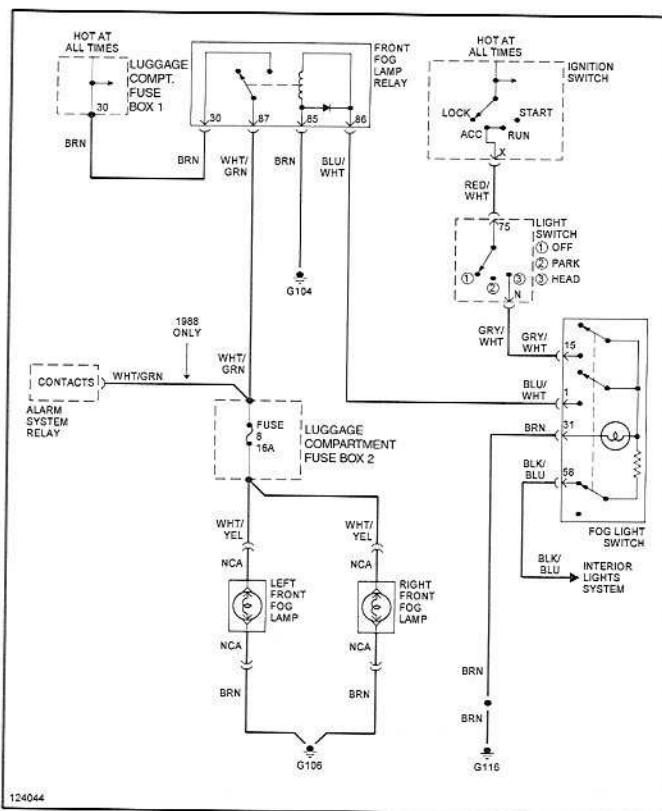 HOT AT
ALL TIMES
LUGGAGE
COMPT.
FUSE
BOX 1
30
BRN
BRN
30
87
85
86
FRONT
FOG
LAMP
RELAY
WHT/
GRN
BRN
BLU/
WHT
G104
HOT AT
ALL TIMES
IGNITION
SWITCH
LOCK
START
ACC
RUN
X
RED/
WHT
75
LIGHT
SWITCH
1 OFF
2 PARK
3 HEAD
1
2
3
N
GRY/
WHT
GRY/
WHT
15
BLU/
WHT
1
BRN
31
BLK/
BLU
58
FOG LIGHT
SWITCH
BLK/
BLU
INTERIOR
LIGHTS
SYSTEM
1988
ONLY
CONTACTS
WHT/GRN
WHT/
GRN
ALARM
SYSTEM
RELAY
FUSE
8
16A
LUGGAGE
COMPARTMENT
FUSE BOX 2
WHT/
YEL
WHT/
YEL
NCA
NCA
LEFT
FRONT
FOG
LAMP
RIGHT
FRONT
FOG
LAMP
NCA
NCA
BRN
BRN
G106
BRN
BRN
G116
124044